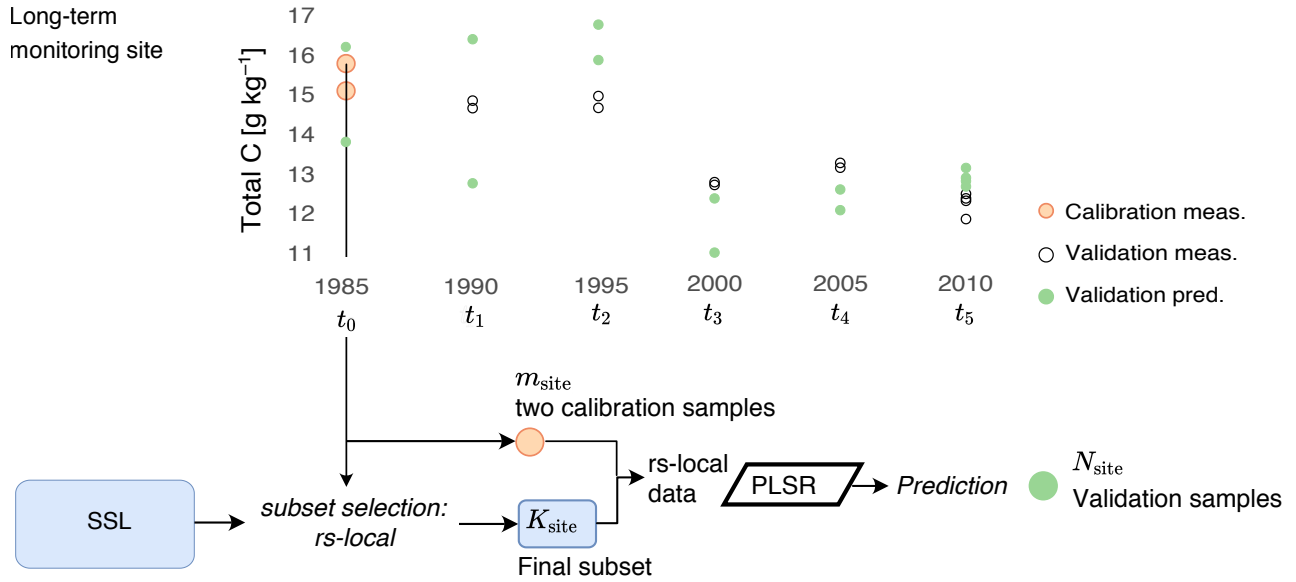 Long-term
monitoring site
Total C [g kg⁻¹]
17
16
15
14
13
12
11
1985 1990 1995 2000 2005 2010
t₀ t₁ t₂ t₃ t₄ t₅
Calibration meas.
Validation meas.
Validation pred.
m_site
two calibration samples
SSL
subset selection:
rs-local
K_site
Final subset
rs-local
data
PLSR
Prediction
N_site
Validation samples